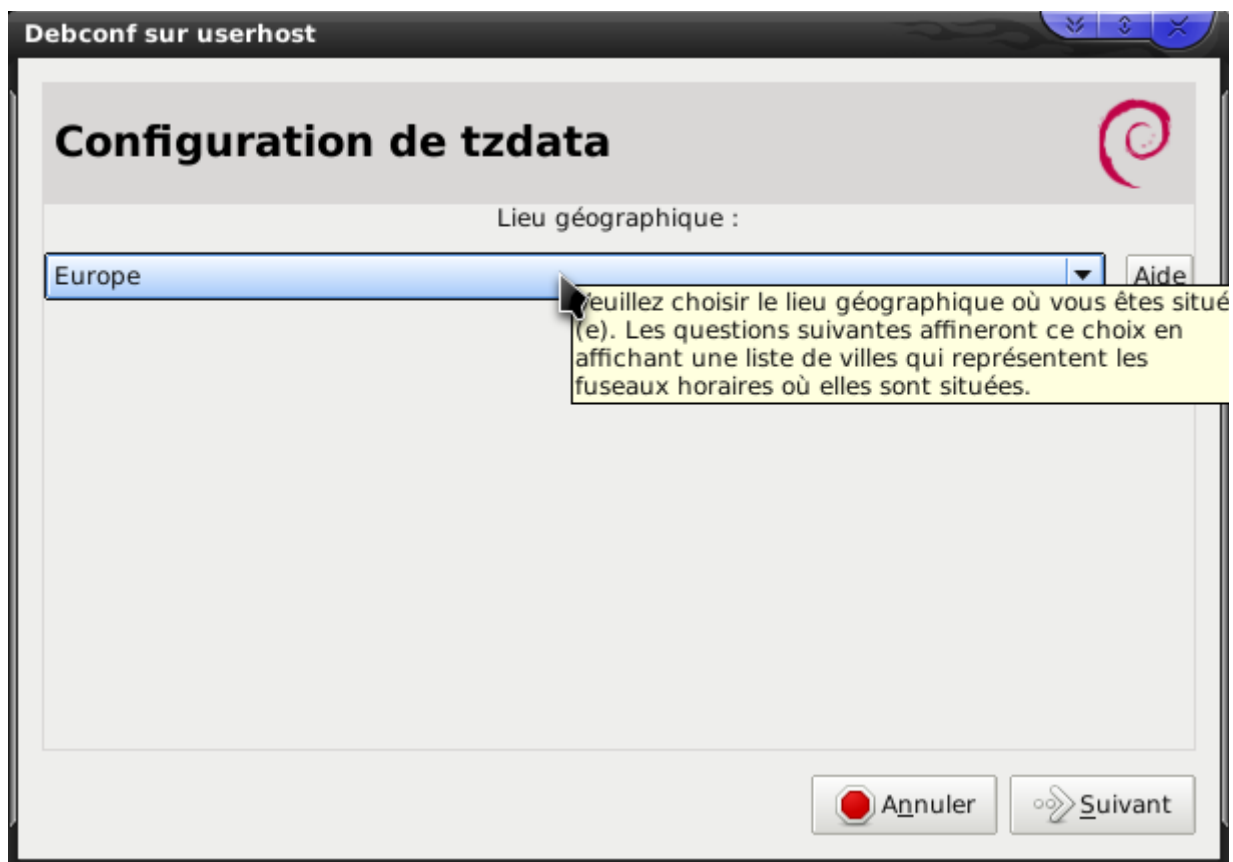 Debconf sur userhost
Configuration de tzdata
Lieu géographique :
Europe
Aide
Veuillez choisir le lieu géographique où vous êtes situé
(e). Les questions suivantes affineront ce choix en
affichant une liste de villes qui représentent les
fuseaux horaires où elles sont situées.
Annuler
Suivant